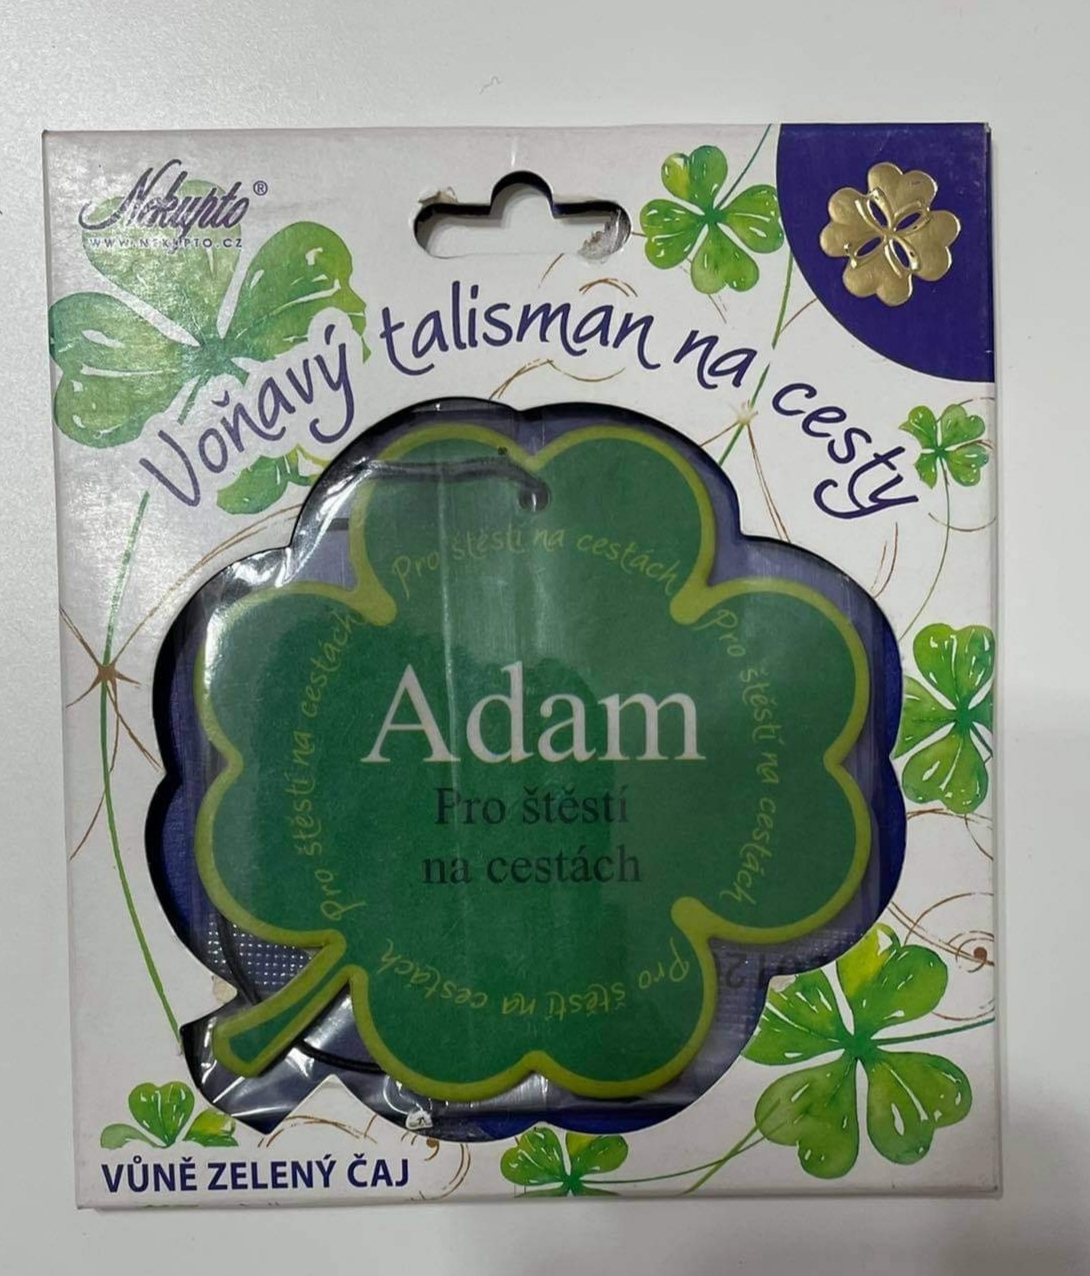 Nekupto®
WWW.NEKUPTO.CZ
Voňavý talisman na cesty
Pro štěstí na cestách
Pro štěstí na cestách
Pro štěstí na cestách
Pro štěstí na cestách
Adam
Pro štěstí
na cestách
VŮNĚ ZELENÝ ČAJ